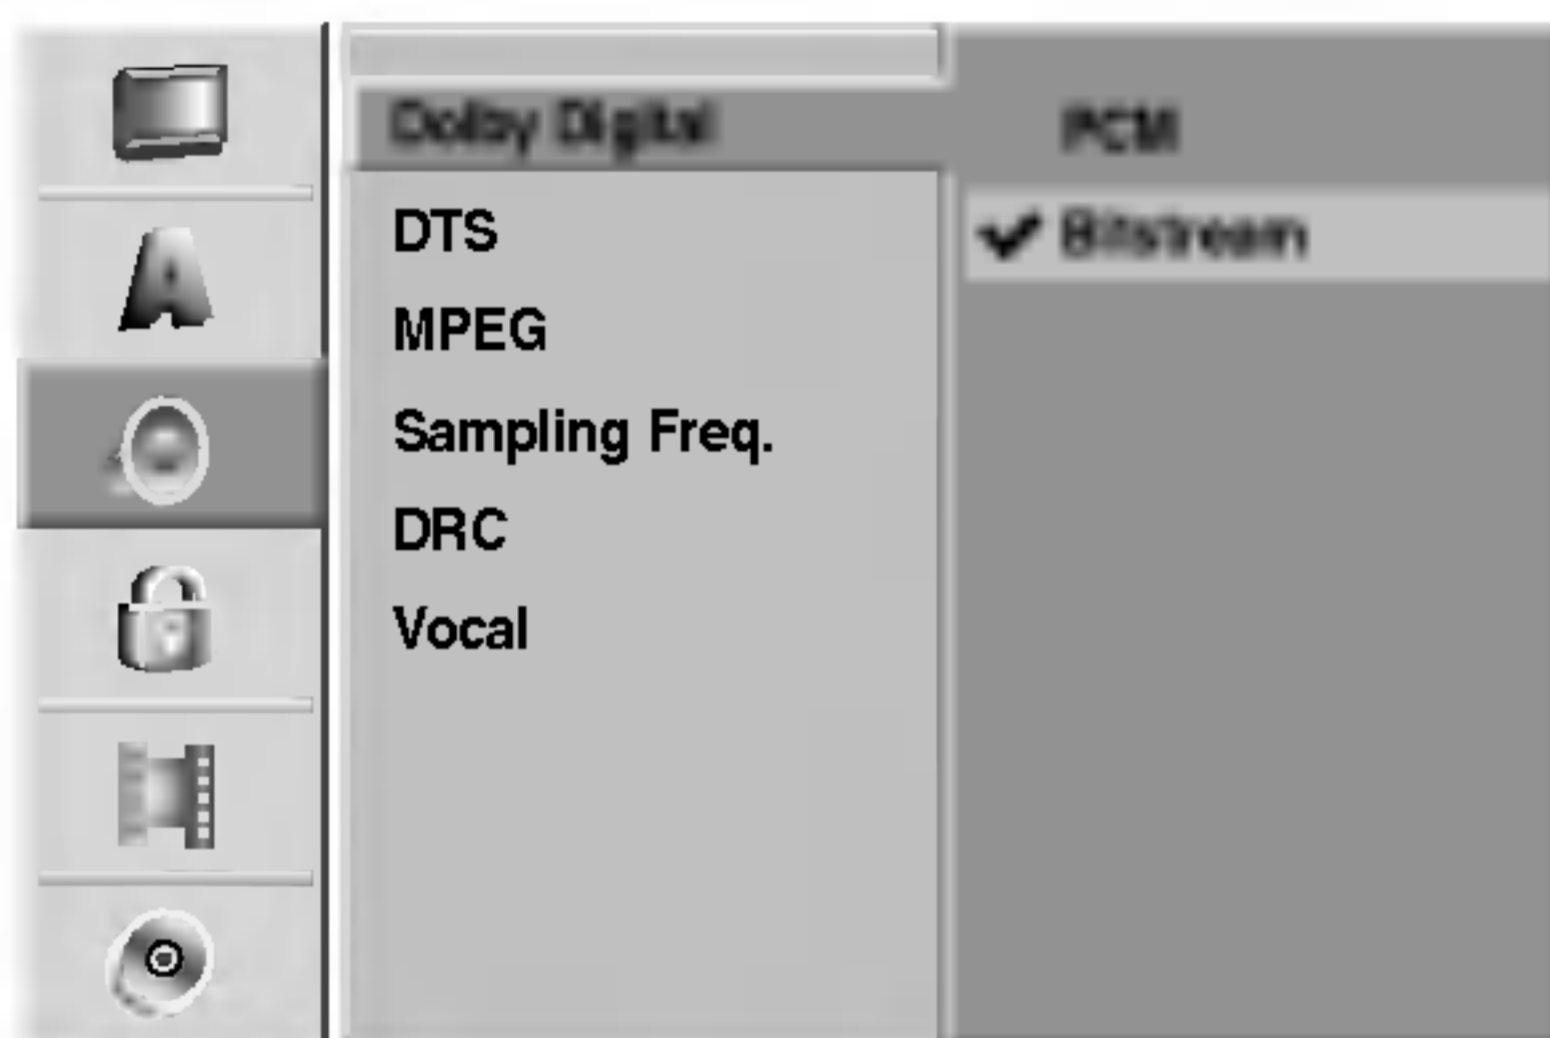 Dolby Digital
DTS
MPEG
Sampling Freq.
DRC
Vocal
PCM
Bitstream